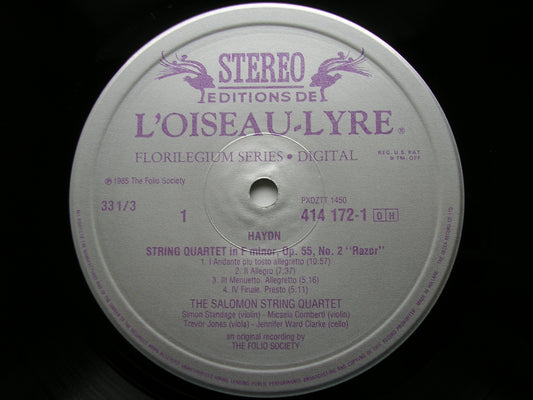 STEREO
EDITIONS DE
L'OISEAU-LYRE ®
FLORILEGIUM SERIES • DIGITAL
REG. U.S. PAT.
& TM. OFF.
℗ 1985 The Folio Society
33 1/3
1
PXOZTT 1450
414 172-1 D H
HAYDN
STRING QUARTET in F minor, Op. 55, No. 2 "Razor"
1. I Andante più tosto allegretto (10.57)
2. II Allegro (7.37)
3. III Menuetto. Allegretto (5.16)
4. IV Finale. Presto (5.11)
THE SALOMON STRING QUARTET
Simon Standage (violin) - Micaela Comberti (violin)
Trevor Jones (viola) - Jennifer Ward Clarke (cello)
an original recording by
THE FOLIO SOCIETY